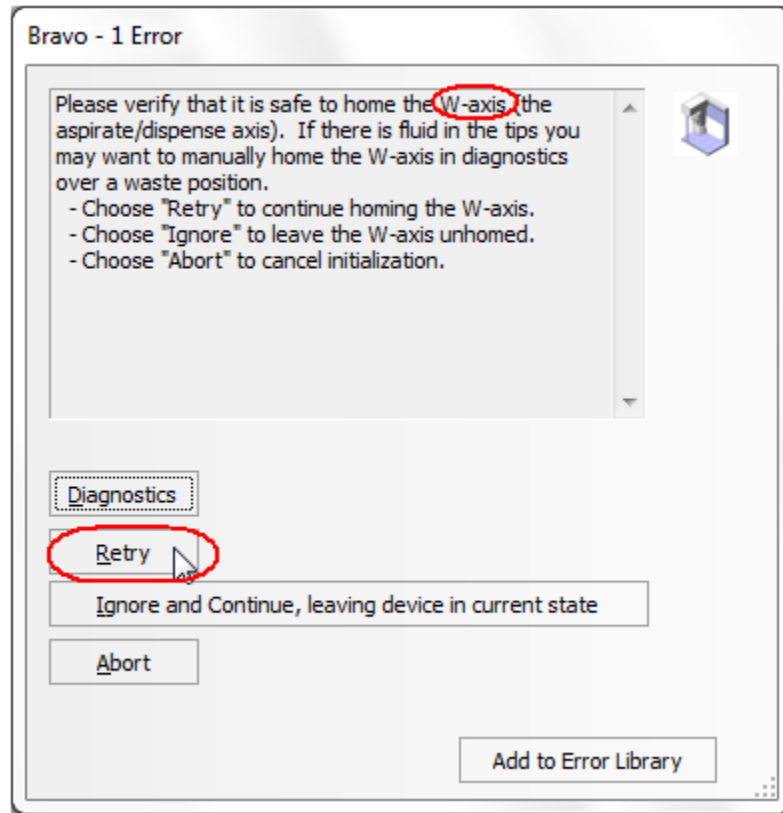 Bravo - 1 Error
Please verify that it is safe to home the W-axis (the
aspirate/dispense axis).  If there is fluid in the tips you
may want to manually home the W-axis in diagnostics
over a waste position.
- Choose "Retry" to continue homing the W-axis.
- Choose "Ignore" to leave the W-axis unhomed.
- Choose "Abort" to cancel initialization.
Diagnostics
Retry
Ignore and Continue, leaving device in current state
Abort
Add to Error Library